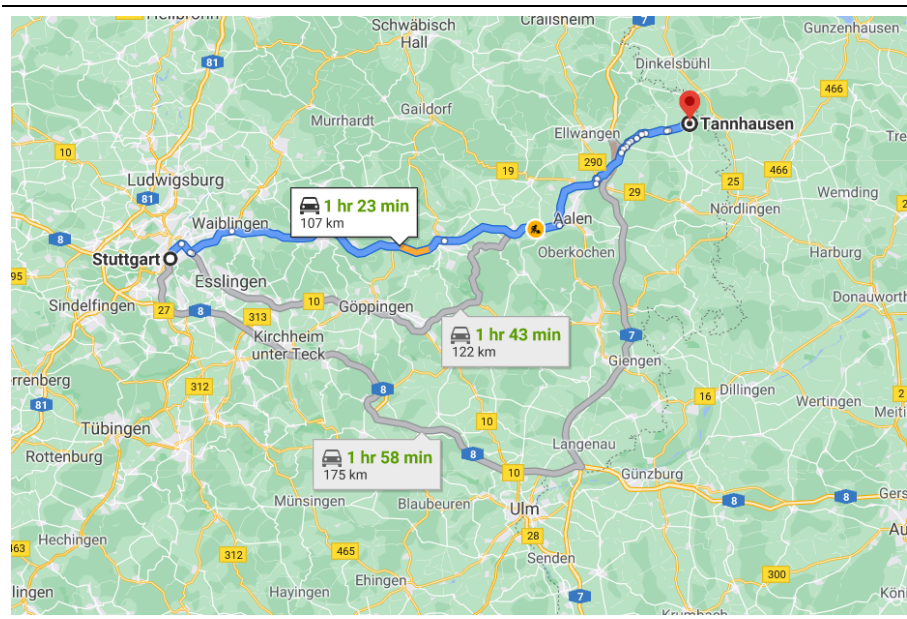 Heilbronn
Schwäbisch
Hall
Crailsheim
7
Gunzenhausen
81
Dinkelsbühl
466
Gaildorf
Murrhardt
Tannhausen
Ellwangen
10
19
290
466
Ludwigsburg
29
25
Wemding
81
1 hr 23 min
107 km
Nördlingen
Waiblingen
Aalen
8
Oberkochen
Harburg
Stuttgart
Esslingen
95
10
Donauwörth
Sindelfingen
27
8
313
Göppingen
Kirchheim
unter Teck
1 hr 43 min
122 km
7
Giengen
312
8
16
Dillingen
2
81
Wertingen
Tübingen
10
Rottenburg
1 hr 58 min
175 km
8
Langenau
10
Günzburg
Münsingen
Blaubeuren
Ulm
8
8
28
Hechingen
463
312
465
Senden
Ehingen
300
Hayingen
7